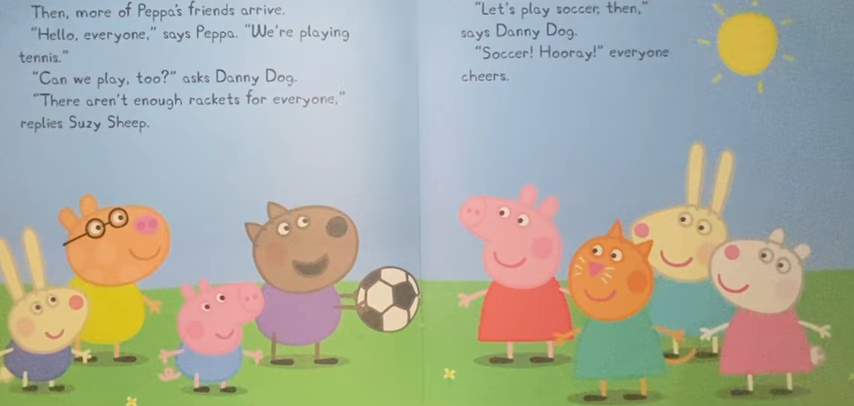 Then, more of Peppa's friends arrive.
"Hello, everyone," says Peppa. "We're playing
tennis."
"Can we play, too?" asks Danny Dog.
"There aren't enough rackets for everyone,"
replies Suzy Sheep.
"Let's play soccer, then,"
says Danny Dog.
"Soccer! Hooray!" everyone
cheers.